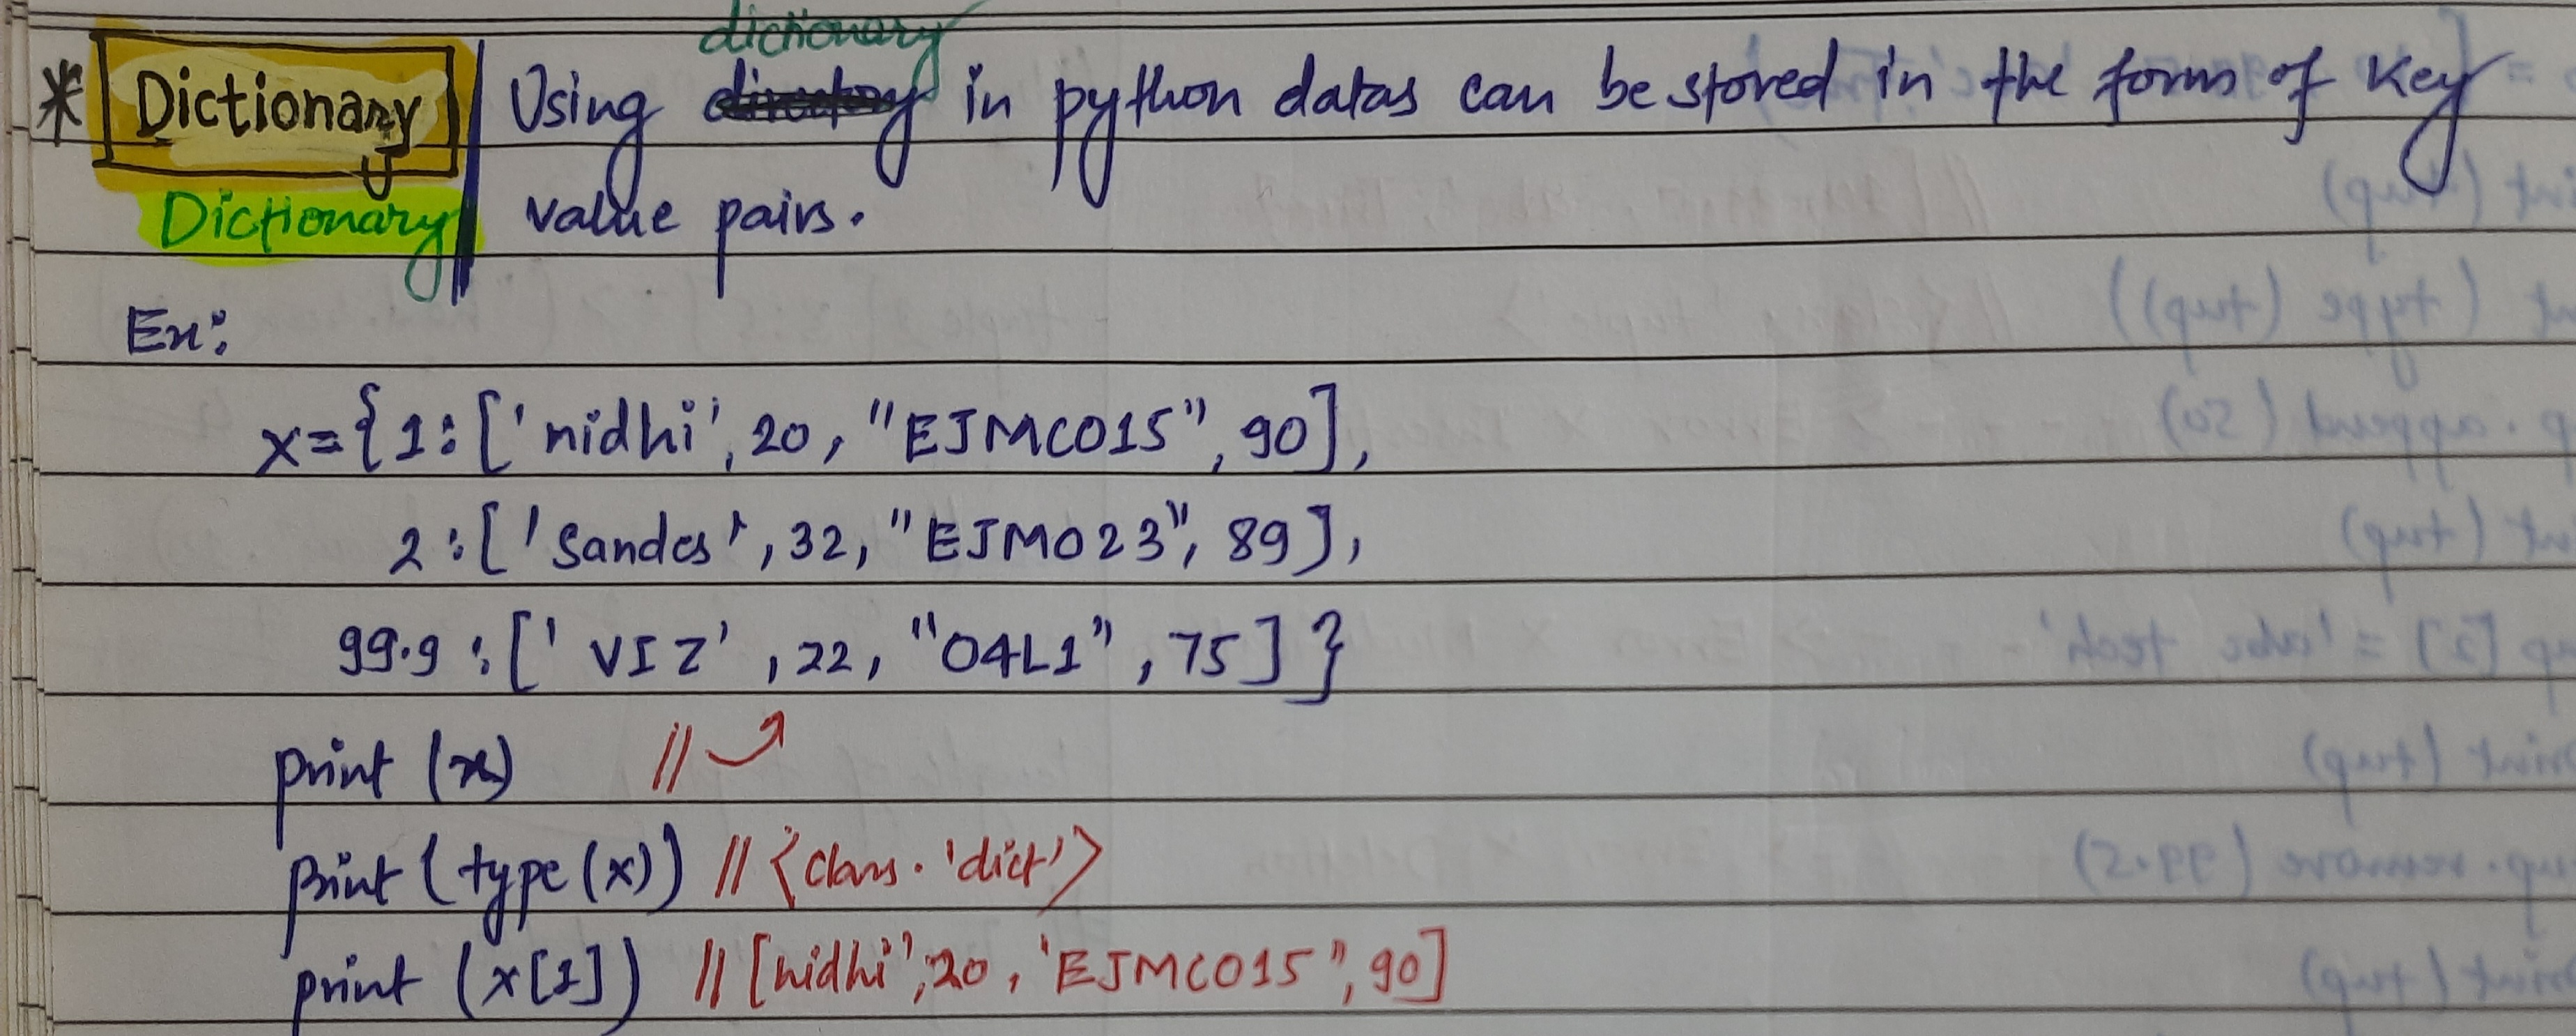 * Dictionary Using dictionary in python datas can be stored in the form of Key
Dictionary value pairs.
Ex:
x={1:['nidhi',20,"EJMCO15",90],
2:['Sandes',32,"EJMO23",89],
99.9:['VIZ',22,"O4L1",75]}
print (x) //
print (type(x)) // <class.'dict'>
print (x[1]) // [nidhi',20,'EJMCO15",90]